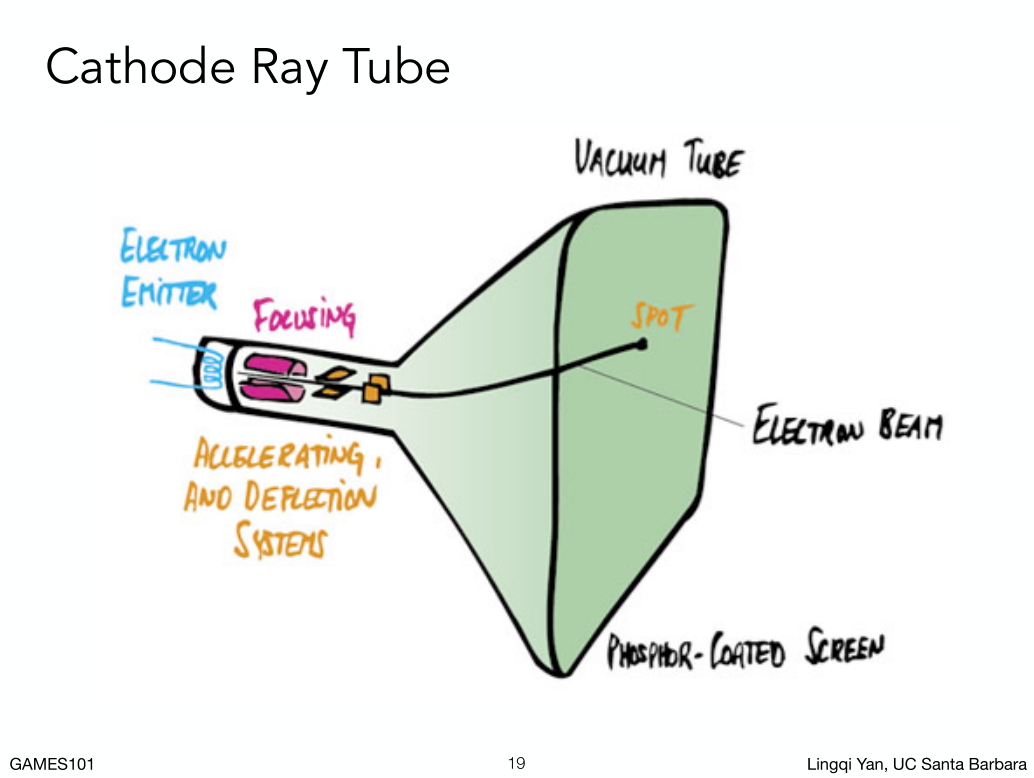 Cathode Ray Tube
VACUUM TUBE
ELECTRON
EMITTER
FOCUSING
SPOT
ELECTRON BEAM
ACCELERATING,
AND DEFLECTION
SYSTEMS
PHOSPHOR-COATED SCREEN
GAMES101
19
Lingqi Yan, UC Santa Barbara